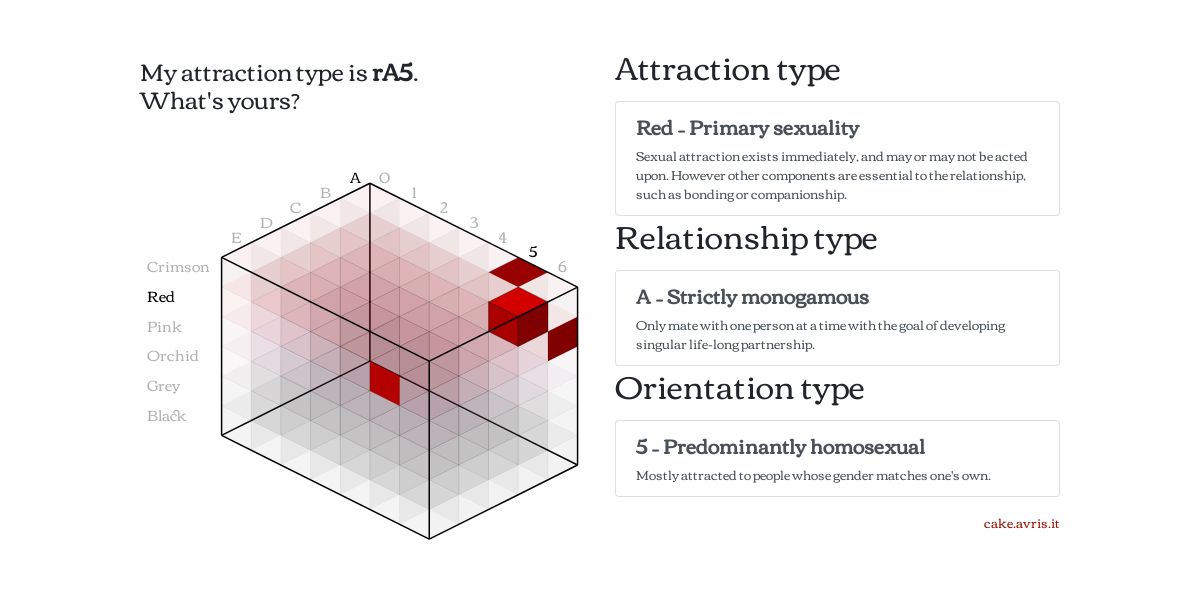 My attraction type is rA5.
What's yours?
A
O
B
1
C
2
D
3
E
4
5
6
Crimson
Red
Pink
Orchid
Grey
Black
Attraction type
Red - Primary sexuality
Sexual attraction exists immediately, and may or may not be acted
upon. However other components are essential to the relationship,
such as bonding or companionship.
Relationship type
A - Strictly monogamous
Only mate with one person at a time with the goal of developing
singular life-long partnership.
Orientation type
5 - Predominantly homosexual
Mostly attracted to people whose gender matches one's own.
cake.avris.it